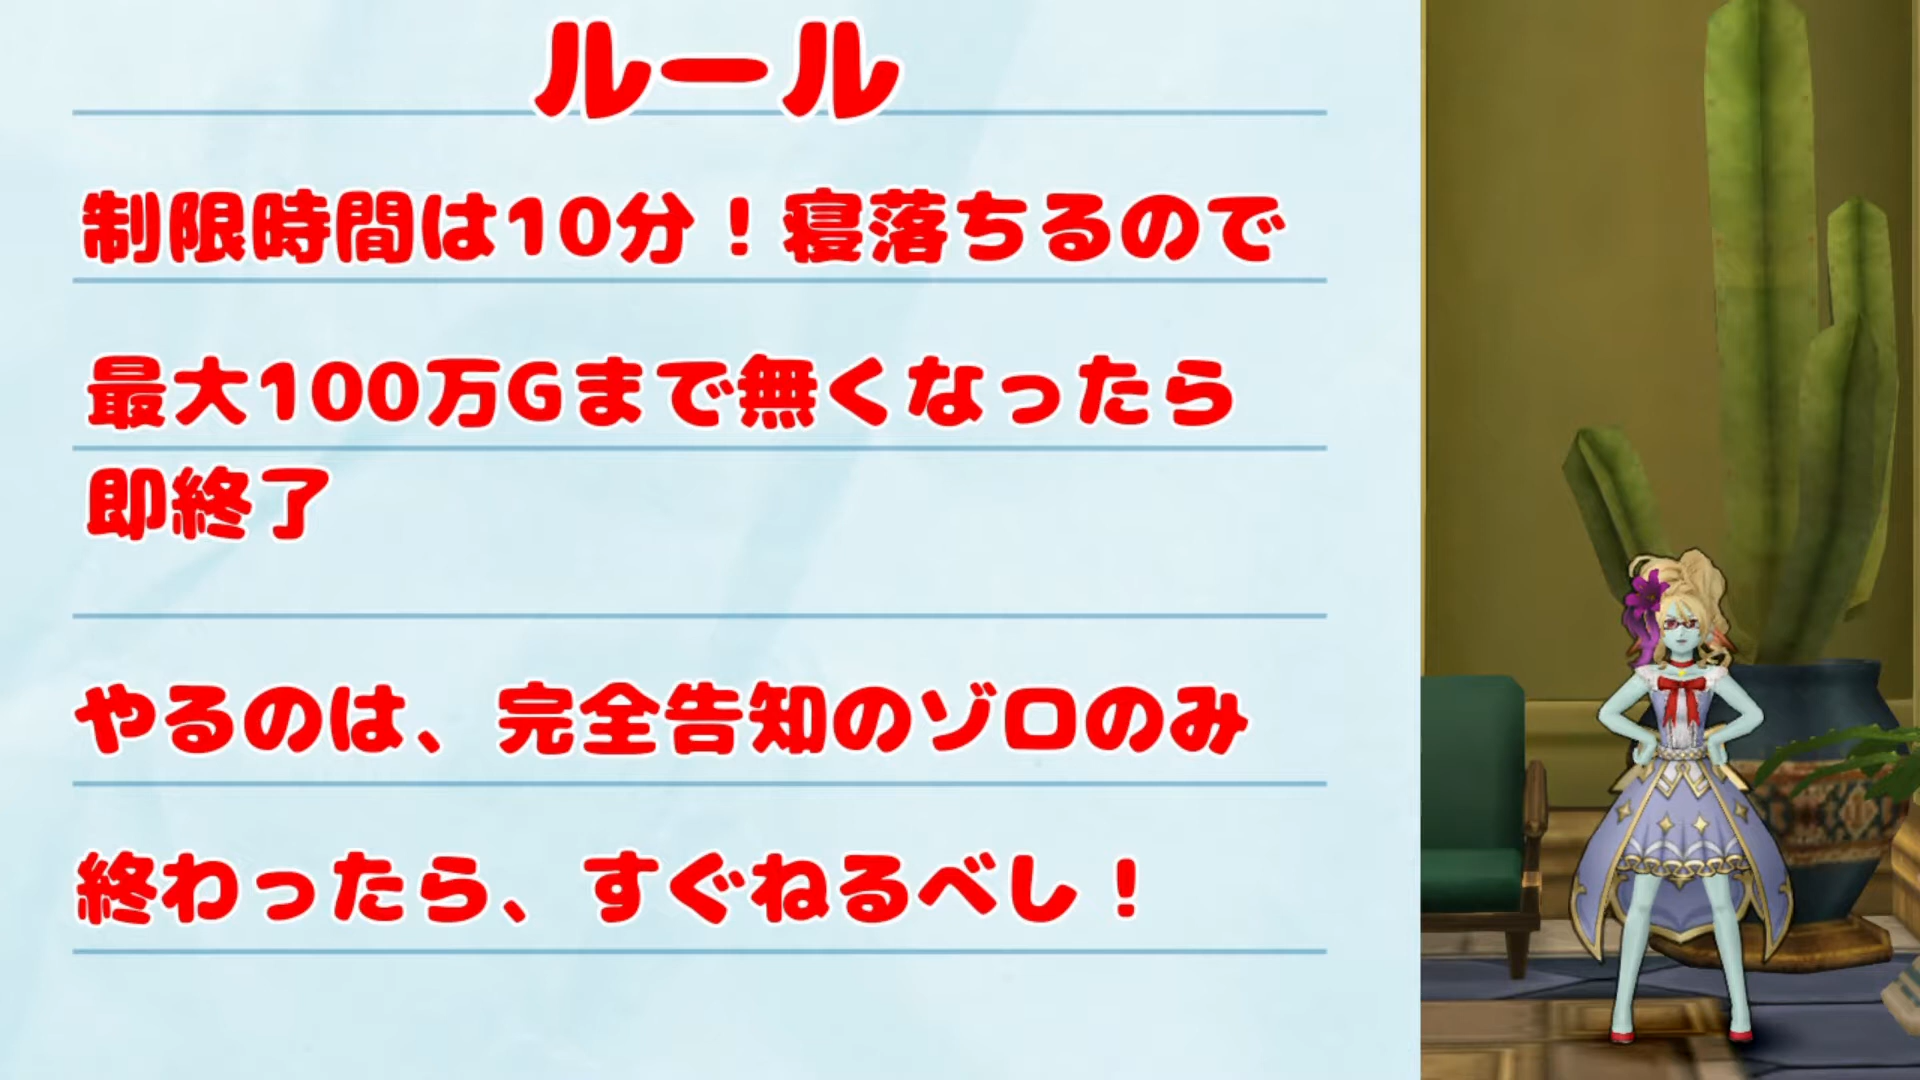 ルール
制限時間は10分！寝落ちるので
最大100万Gまで無くなったら
即終了
やるのは、完全告知のゾロのみ
終わったら、すぐねるべし！